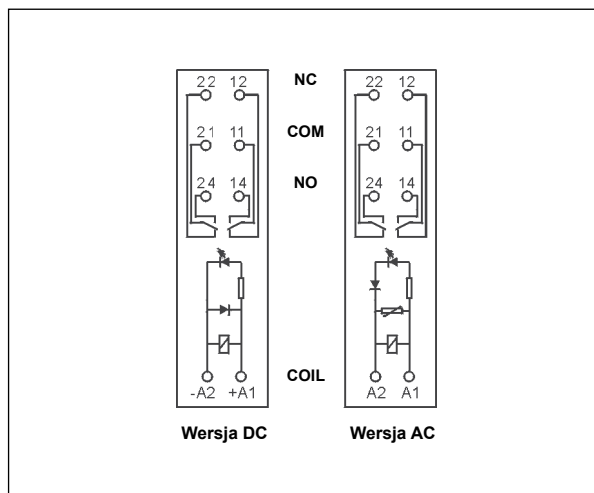 22 12 NC 22 12
21 11 COM 21 11
24 14 NO 24 14
-A2 +A1 COIL A2 A1
Wersja DC Wersja AC